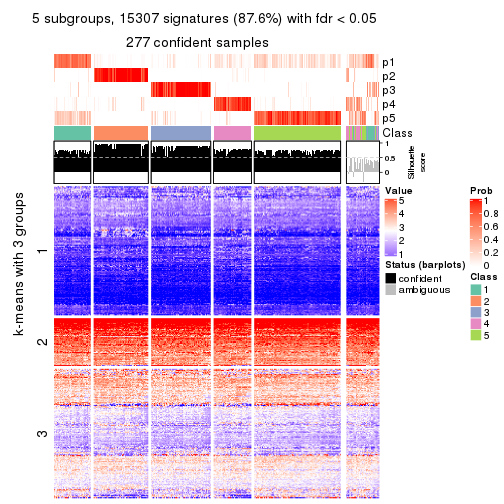 5 subgroups, 15307 signatures (87.6%) with fdr < 0.05
277 confident samples
p1
p2
p3
p4
p5
Class
1
0.5
0
Silhouette
score
k-means with 3 groups
1
2
3
Value
5
4
3
2
1
Status (barplots)
confident
ambiguous
Prob
1
0.8
0.6
0.4
0.2
0
Class
1
2
3
4
5